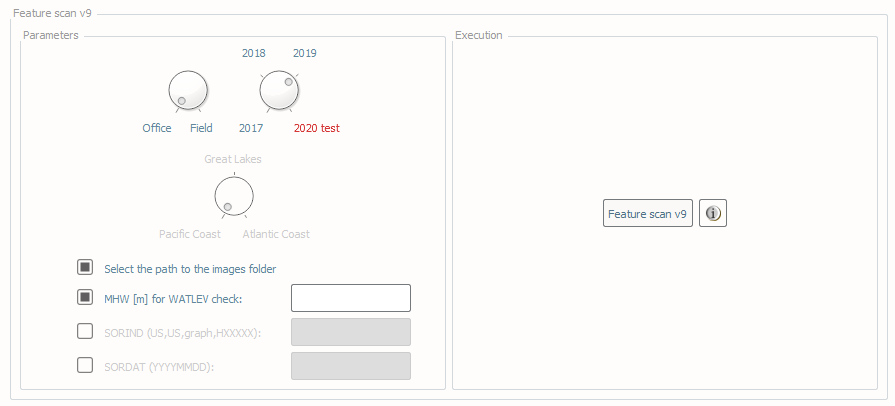 Feature scan v9
Parameters
Execution
2018 2019
Office Field 2017 2020 test
Great Lakes
Pacific Coast Atlantic Coast
Feature scan v9
Select the path to the images folder
MHW [m] for WATLEV check:
SORIND (US,US,graph,HXXXXX):
SORDAT (YYYYMMDD):